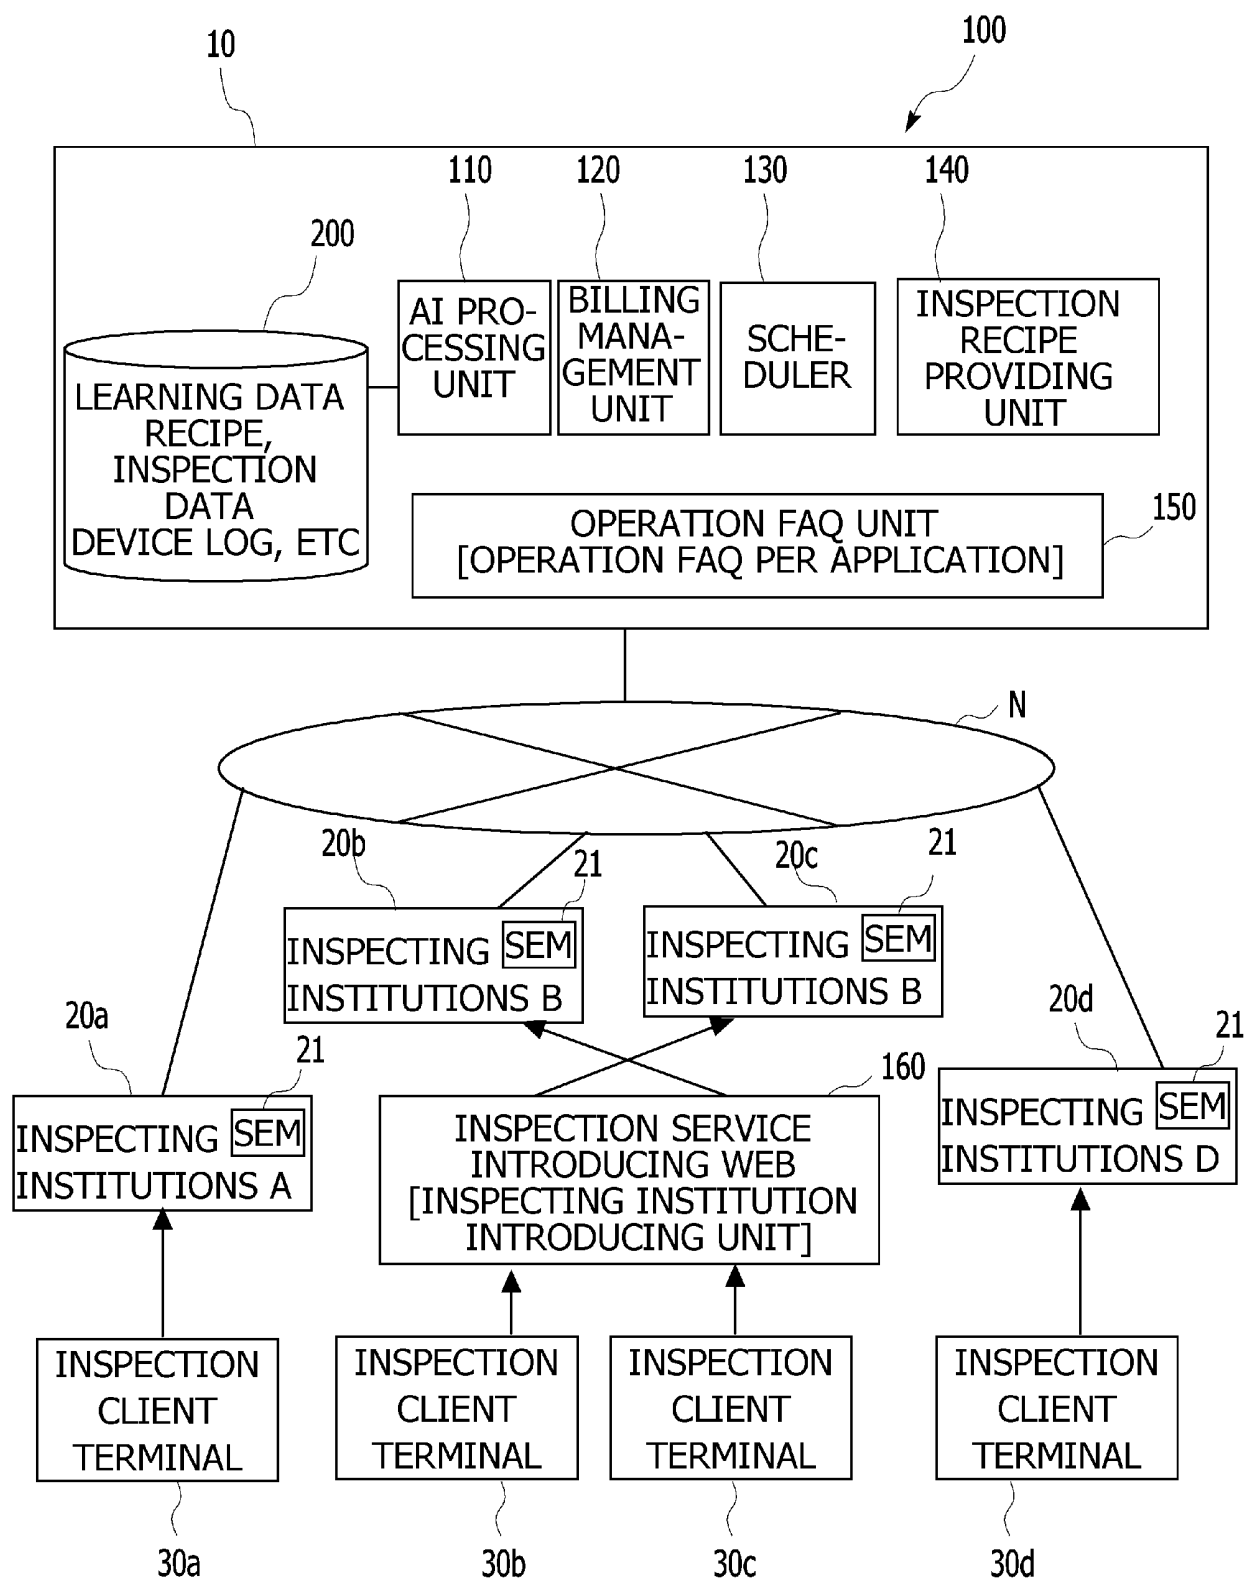 10
100
110
120
130
140
200
AI PRO-
CESSING
UNIT
BILLING
MANA-
GEMENT
UNIT
SCHE-
DULER
INSPECTION
RECIPE
PROVIDING
UNIT
LEARNING DATA
RECIPE,
INSPECTION
DATA
DEVICE LOG, ETC
150
OPERATION FAQ UNIT
[OPERATION FAQ PER APPLICATION]
N
20b
21
20c
21
INSPECTING
SEM
INSTITUTIONS B
INSPECTING
SEM
INSTITUTIONS B
20a
21
20d
21
160
INSPECTING
SEM
INSTITUTIONS A
INSPECTION SERVICE
INTRODUCING WEB
[INSPECTING INSTITUTION
INTRODUCING UNIT]
INSPECTING
SEM
INSTITUTIONS D
INSPECTION
CLIENT
TERMINAL
INSPECTION
CLIENT
TERMINAL
INSPECTION
CLIENT
TERMINAL
INSPECTION
CLIENT
TERMINAL
30a
30b
30c
30d